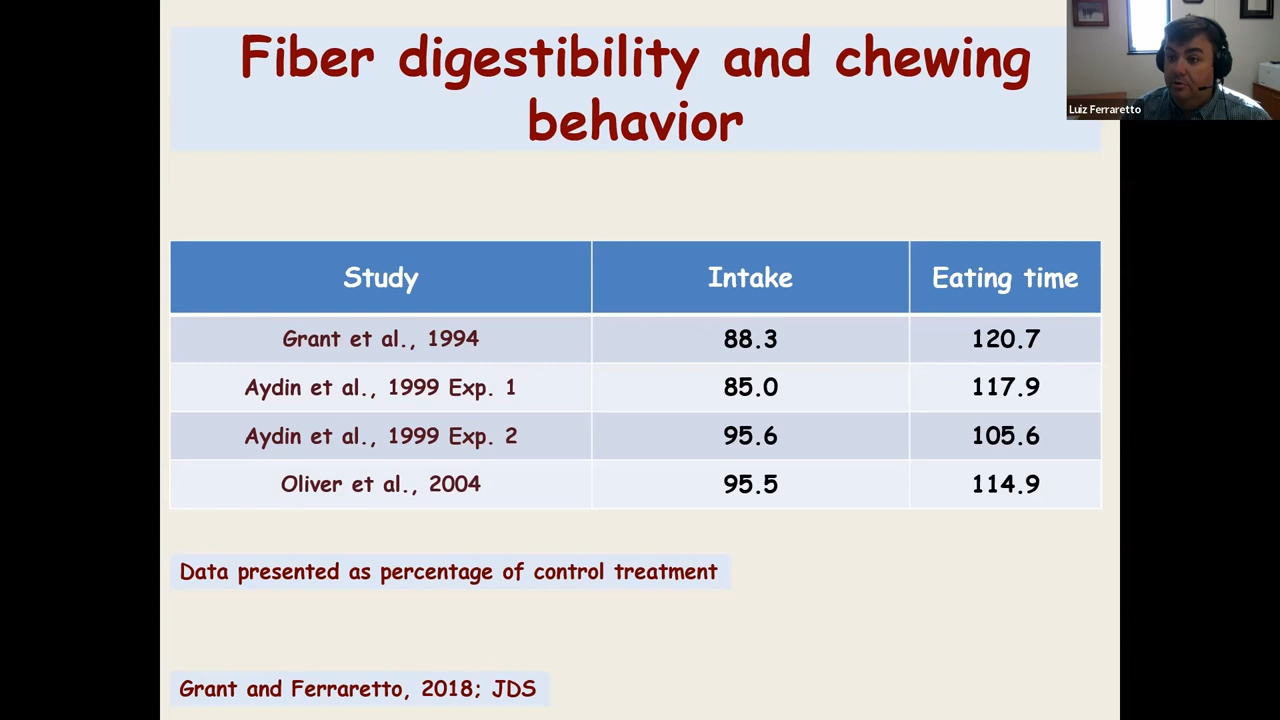 Fiber digestibility and chewing
behavior
Luiz Ferraretto
Study Intake Eating time
Grant et al., 1994 88.3 120.7
Aydin et al., 1999 Exp. 1 85.0 117.9
Aydin et al., 1999 Exp. 2 95.6 105.6
Oliver et al., 2004 95.5 114.9
Data presented as percentage of control treatment
Grant and Ferraretto, 2018; JDS